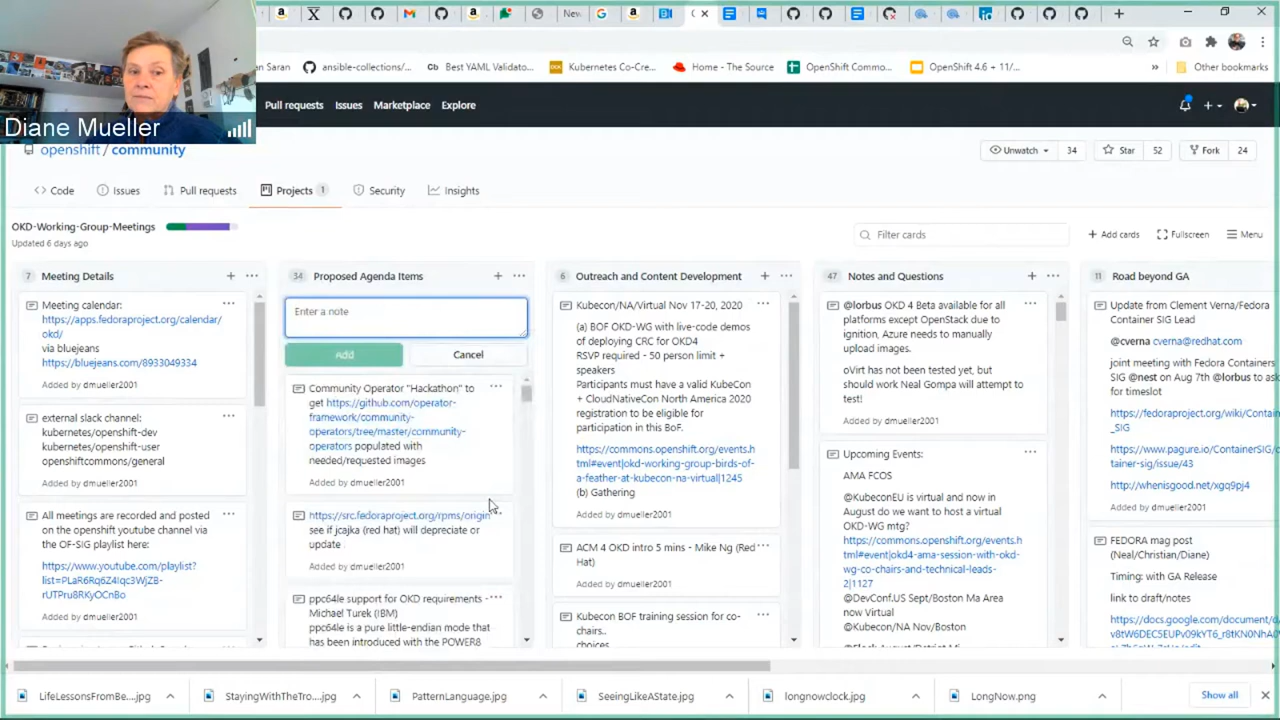 New
an Saran
ansible-collections/...
Best YAML Validato...
Kubernetes Co-Cre...
Home - The Source
OpenShift Commo...
OpenShift 4.6 + 11/...
»
Other bookmarks
Diane Mueller
Pull requests
Issues
Marketplace
Explore
openshift / community
Unwatch
34
Star
52
Fork
24
Code
Issues
Pull requests
Projects 1
Security
Insights
OKD-Working-Group-Meetings
Updated 6 days ago
Filter cards
+ Add cards
Fullscreen
Menu
7 Meeting Details
Meeting calendar:
https://apps.fedoraproject.org/calendar/
okd/
via bluejeans
https://bluejeans.com/8933049334
Added by dmueller2001
external slack channel:
kubernetes/openshift-dev
kubernetes/openshift-user
openshiftcommons/general
Added by dmueller2001
All meetings are recorded and posted
on the openshift youtube channel via
the OF-SIG playlist here:
https://www.youtube.com/playlist?
list=PLaR6Rq6Z4Iqc3WjZB-
rUTPru8RKyOCnBo
Added by dmueller2001
34 Proposed Agenda Items
Enter a note
Add
Cancel
Community Operator "Hackathon" to
get https://github.com/operator-
framework/community-
operators/tree/master/community-
operators populated with
needed/requested images
Added by dmueller2001
https://src.fedoraproject.org/rpms/origin
see if jcajka (red hat) will depreciate or
update
Added by dmueller2001
ppc64le support for OKD requirements -
Michael Turek (IBM)
ppc64le is a pure little-endian mode that
has been introduced with the POWER8
6 Outreach and Content Development
Kubecon/NA/Virtual Nov 17-20, 2020
(a) BOF OKD-WG with live-code demos
of deploying CRC for OKD4
RSVP required - 50 person limit +
speakers
Participants must have a valid KubeCon
+ CloudNativeCon North America 2020
registration to be eligible for
participation in this BoF.
https://commons.openshift.org/events.h
tml#event|okd-working-group-birds-of-
a-feather-at-kubecon-na-virtual|1245
(b) Gathering
Added by dmueller2001
ACM 4 OKD intro 5 mins - Mike Ng (Red
Hat)
Added by dmueller2001
Kubecon BOF training session for co-
chairs..
choices
47 Notes and Questions
@lorbus OKD 4 Beta available for all
platforms except OpenStack due to
ignition, Azure needs to manually
upload images.
oVirt has not been tested yet, but
should work Neal Gompa will attempt to
test!
Added by dmueller2001
Upcoming Events:
AMA FCOS
@KubeconEU is virtual and now in
August do we want to host a virtual
OKD-WG mtg?
https://commons.openshift.org/events.h
tml#event|okd4-ama-session-with-okd-
wg-co-chairs-and-technical-leads-
2|1127
@DevConf.US Sept/Boston Ma Area
now Virtual
@Kubecon/NA Nov/Boston
11 Road beyond GA
Update from Clement Verna/Fedora
Container SIG Lead
@cverna cverna@redhat.com
joint meeting with Fedora Containers
SIG @nest on Aug 7th @lorbus to ask
for timeslot
https://fedoraproject.org/wiki/Contain
_SIG
https://www.pagure.io/ContainerSIG/c
tainer-sig/issue/43
http://whenisgood.net/xgq9pj4
Added by dmueller2001
FEDORA mag post
(Neal/Christian/Diane)
Timing: with GA Release
link to draft/notes
https://docs.google.com/document/d/
LifeLessonsFromBe....jpg
StayingWithTheTro....jpg
PatternLanguage.jpg
SeeingLikeAState.jpg
longnowclock.jpg
LongNow.png
Show all